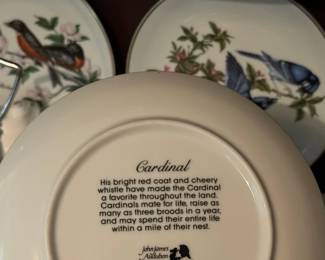 Cardinal
His bright red coat and cheery
whistle have made the Cardinal
a favorite throughout the land.
Cardinals mate for life, raise as
many as three broods in a year,
and may spend their entire life
within a mile of their nest.
John James
Audubon